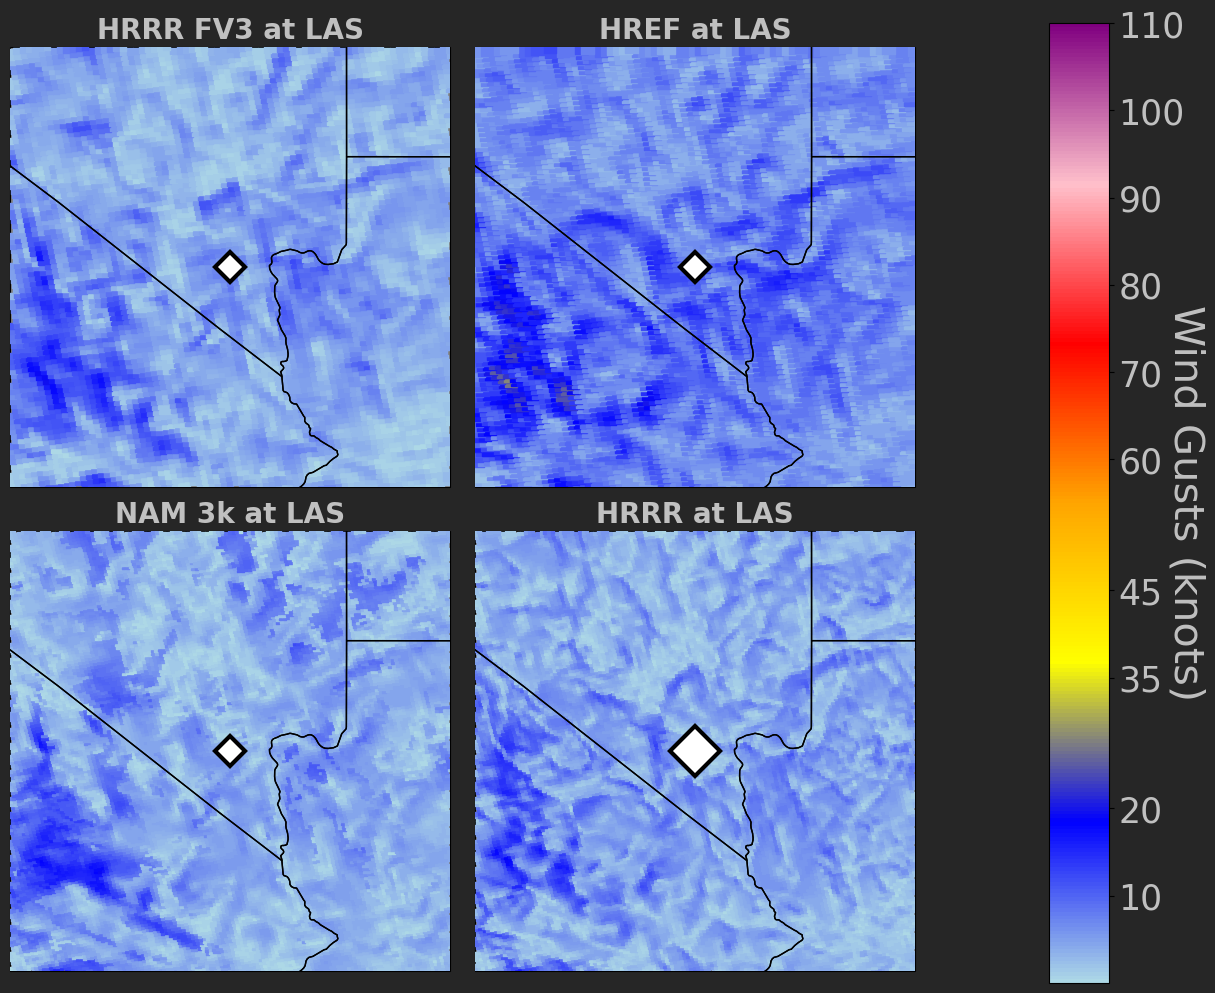 HRRR FV3 at LAS
HREF at LAS
NAM 3k at LAS
HRRR at LAS
110
100
90
80
70
60
45
35
20
10
Wind Gusts (knots)